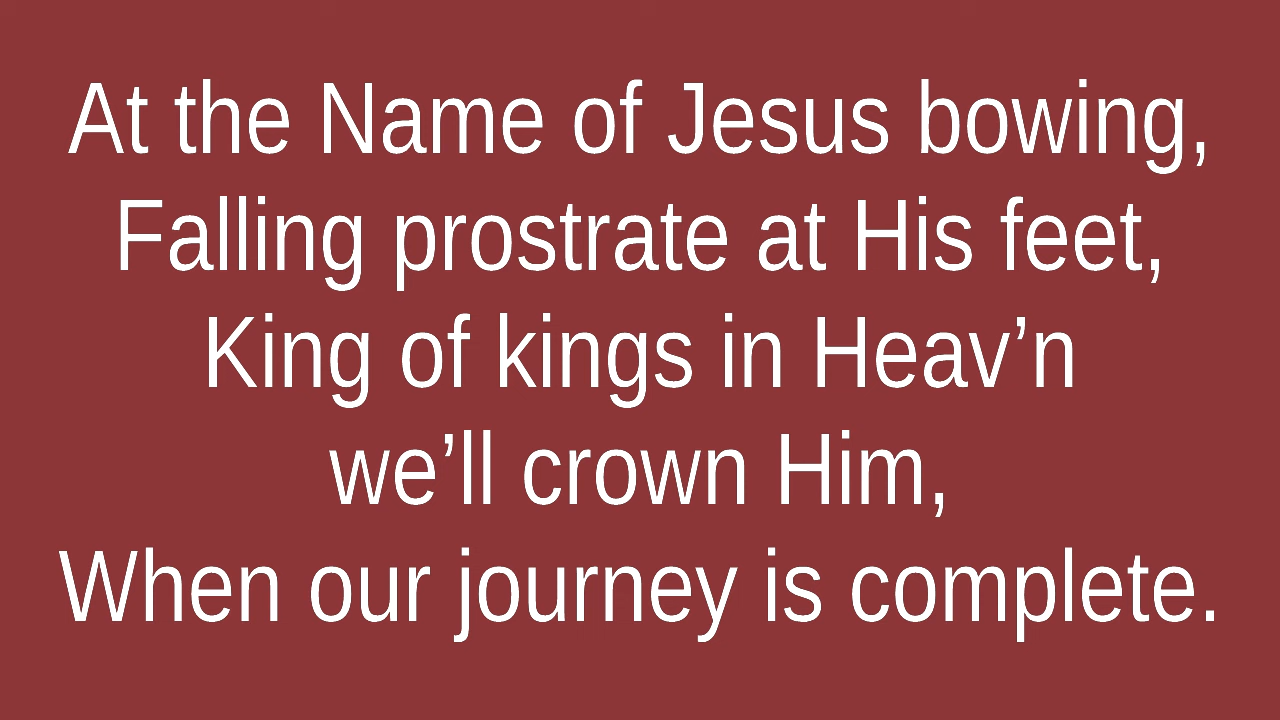 At the Name of Jesus bowing,
Falling prostrate at His feet,
King of kings in Heav’n
we’ll crown Him,
When our journey is complete.